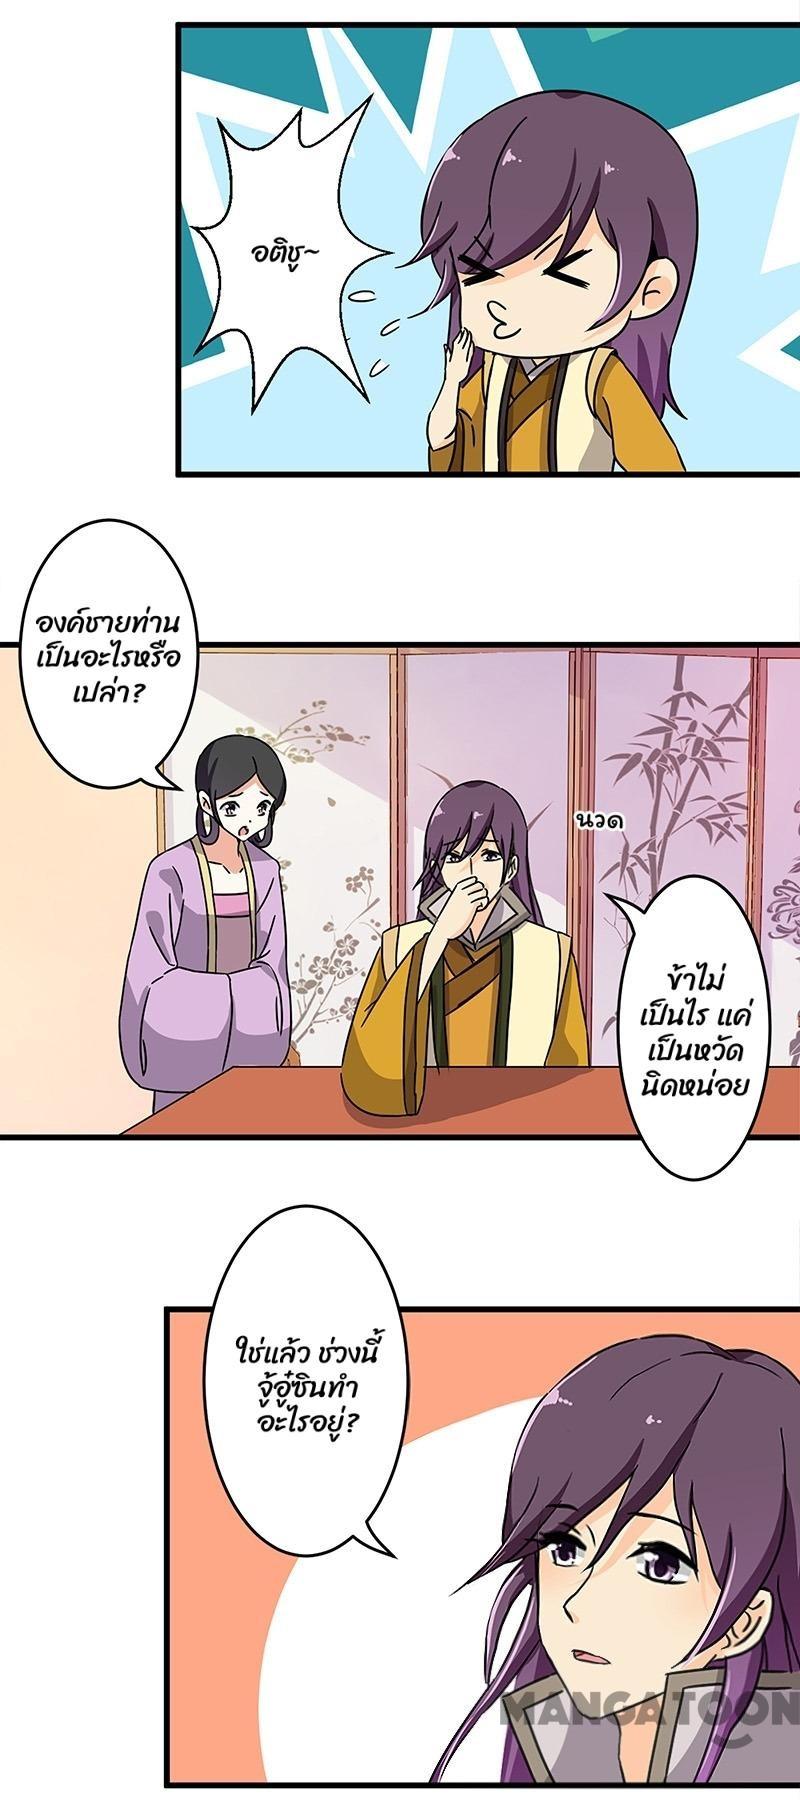 อติชู~
องค์ชายท่าน
เป็นอะไรหรือ
เปล่า?
นวด
ข้าไม่
เป็นไร แค่
เป็นหวัด
นิดหน่อย
ใช่แล้ว ช่วงนี้
จู้อู๋ซินทำ
อะไรอยู่?
MANGATOON